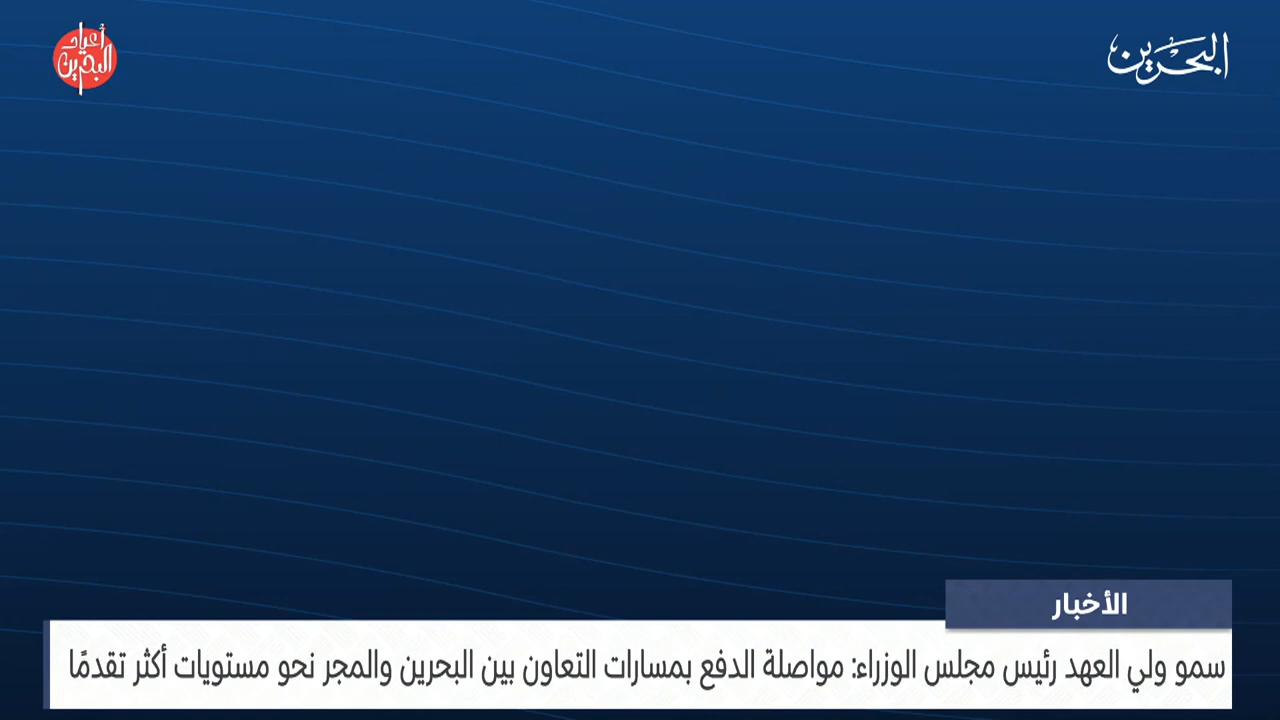 البحرين
أعياد
البحرين
الأخبار
سمو ولي العهد رئيس مجلس الوزراء: مواصلة الدفع بمسارات التعاون بين البحرين والمجر نحو مستويات أكثر تقدمًا